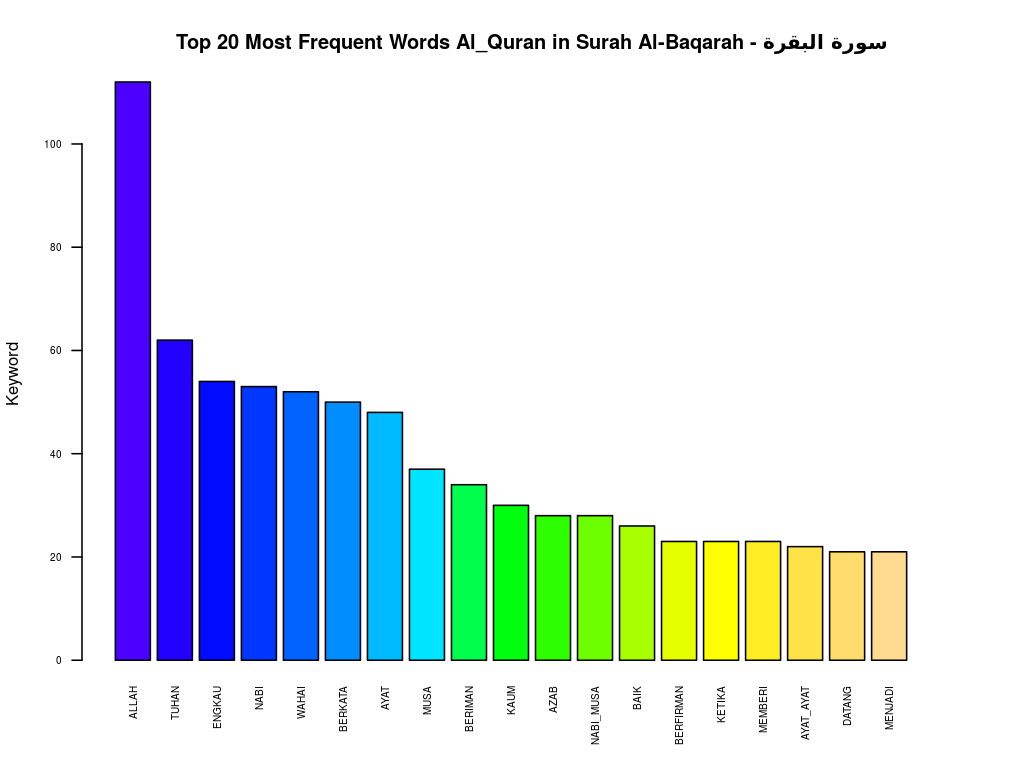 Top 20 Most Frequent Words Al_Quran in Surah Al-Baqarah - سورة البقرة
Keyword
100
80
60
40
20
0
ALLAH
TUHAN
ENGKAU
NABI
WAHAI
BERKATA
AYAT
MUSA
BERIMAN
KAUM
AZAB
NABI_MUSA
BAIK
BERFIRMAN
KETIKA
MEMBERI
AYAT_AYAT
DATANG
MENJADI